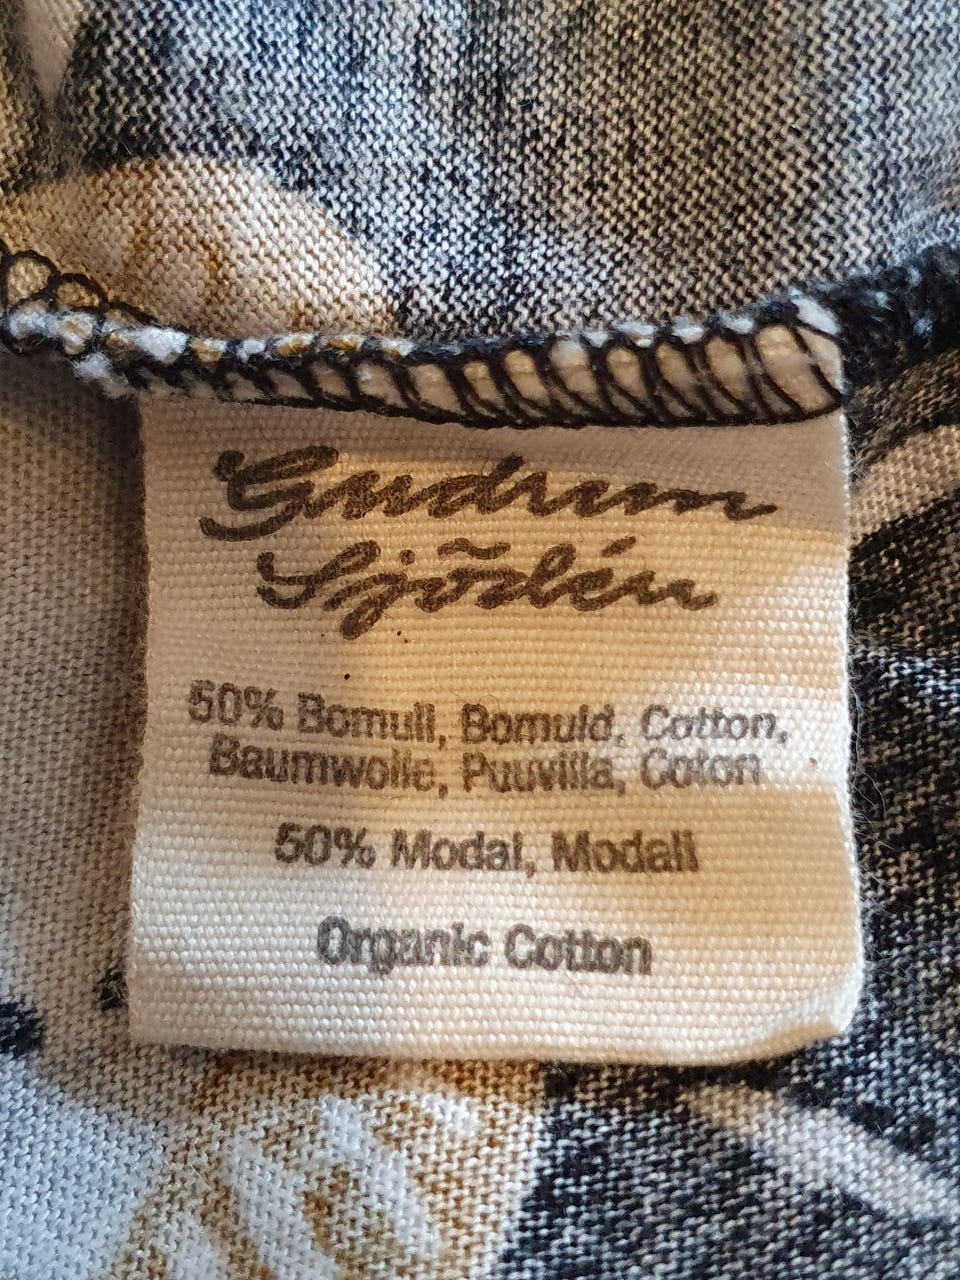 Gudrun
Sjödén
50% Bomull, Bomuld, Cotton,
Baumwolle, Puuvilla, Coton
50% Modal, Modali
Organic Cotton